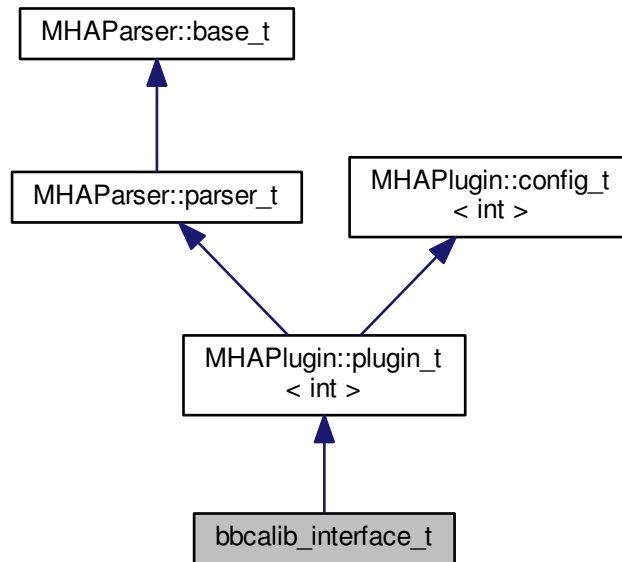 MHAParser::base_t
MHAParser::parser_t
MHAPlugin::config_t
< int >
MHAPlugin::plugin_t
< int >
bbcalib_interface_t